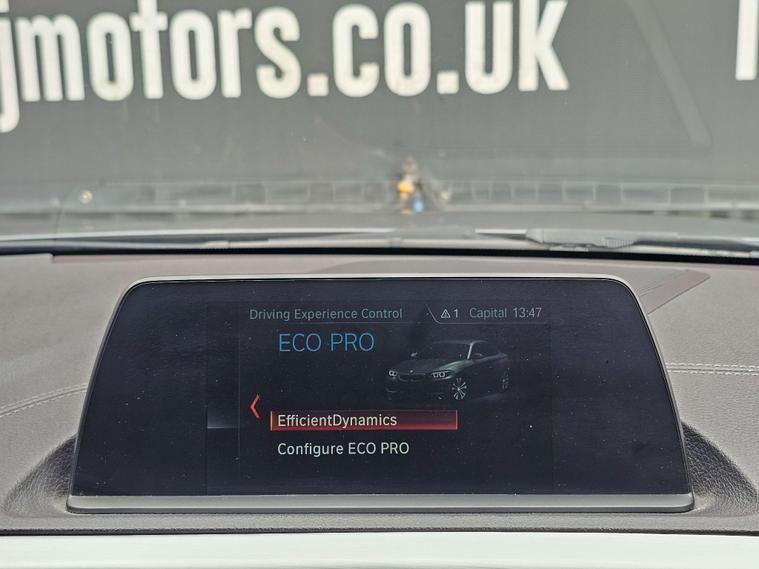 jmotors.co.uk
Driving Experience Control
1 Capital 13:47
ECO PRO
EfficientDynamics
Configure ECO PRO